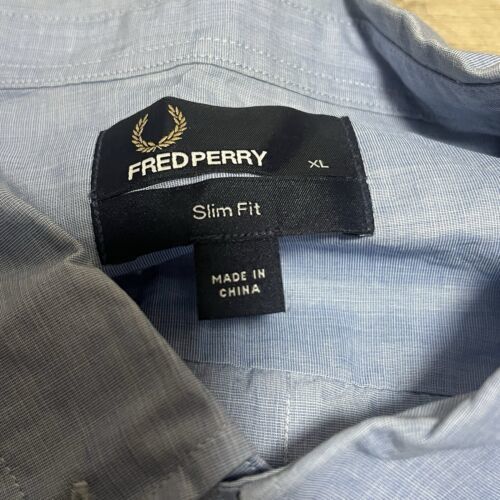 FRED PERRY XL
Slim Fit
MADE IN
CHINA